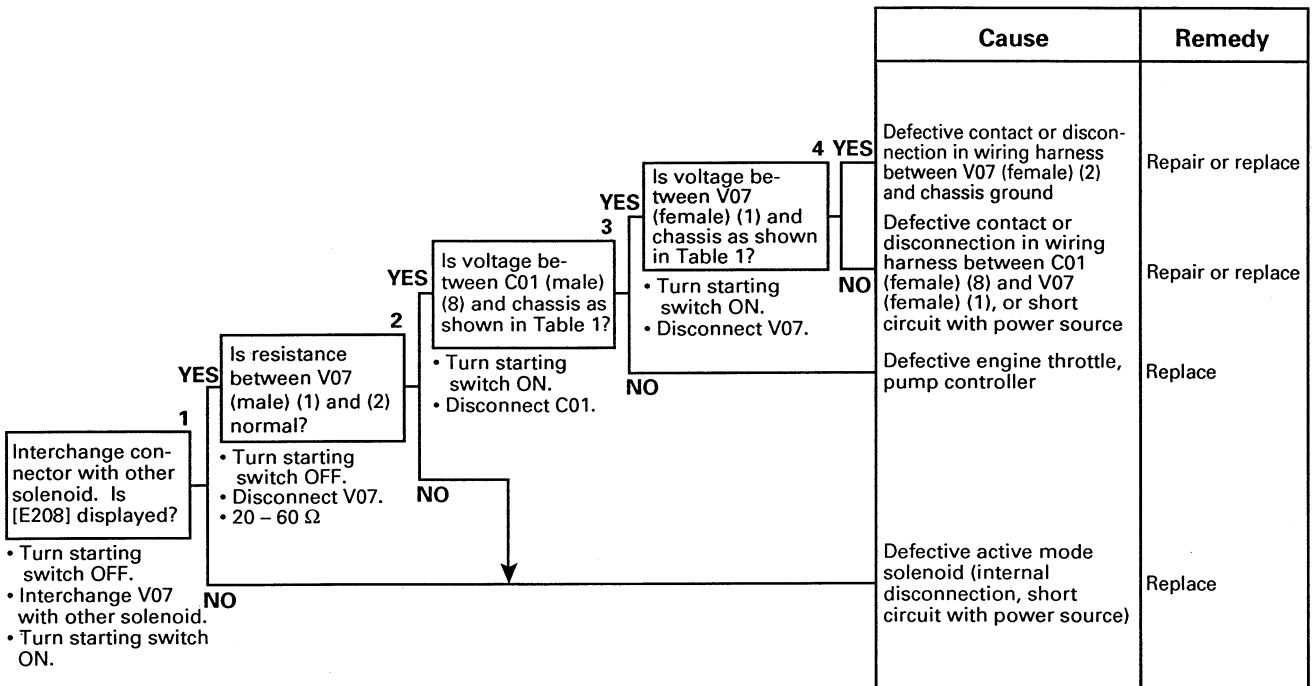 Cause
Remedy
Defective contact or discon-
nection in wiring harness
between V07 (female) (2)
and chassis ground
Repair or replace
4 YES
Is voltage be-
tween V07
(female) (1) and
chassis as shown
in Table 1?
• Turn starting
switch ON.
• Disconnect V07.
NO
Defective contact or
disconnection in wiring
harness between C01
(female) (8) and V07
(female) (1), or short
circuit with power source
Repair or replace
YES
3
Is voltage be-
tween C01 (male)
(8) and chassis as
shown in Table 1?
• Turn starting
switch ON.
• Disconnect C01.
NO
Defective engine throttle,
pump controller
Replace
YES
2
Is resistance
between V07
(male) (1) and (2)
normal?
• Turn starting
switch OFF.
• Disconnect V07.
• 20 – 60 Ω
NO
YES
1
Interchange con-
nector with other
solenoid. Is
[E208] displayed?
• Turn starting
switch OFF.
• Interchange V07
with other solenoid.
• Turn starting switch
ON.
NO
Defective active mode
solenoid (internal
disconnection, short
circuit with power source)
Replace